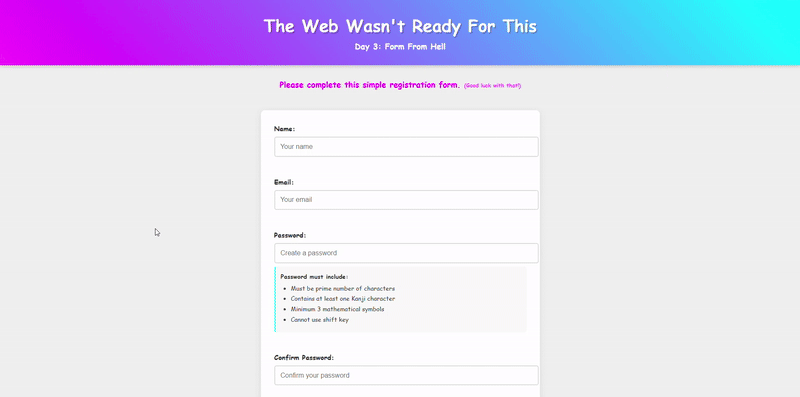 The Web Wasn't Ready For This
Day 3: Form From Hell
Please complete this simple registration form. (Good luck with that!)
Name:
Your name
Email:
Your email
Password:
Create a password
Password must include:
Must be prime number of characters
Contains at least one Kanji character
Minimum 3 mathematical symbols
Cannot use shift key
Confirm Password:
Confirm your password